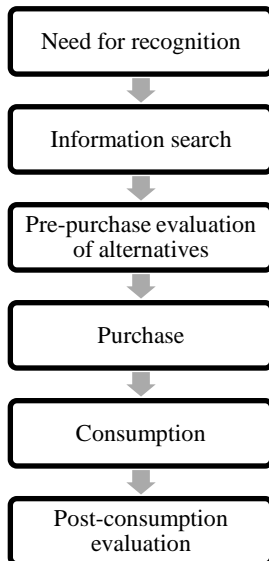 Need for recognition
Information search
Pre-purchase evaluation
of alternatives
Purchase
Consumption
Post-consumption
evaluation